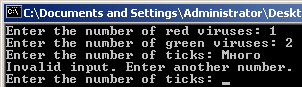 C:\Documents and Settings\Administrator\Deskt
Enter the number of red viruses: 1
Enter the number of green viruses: 2
Enter the number of ticks: Много
Invalid input. Enter another number.
Enter the number of ticks: _